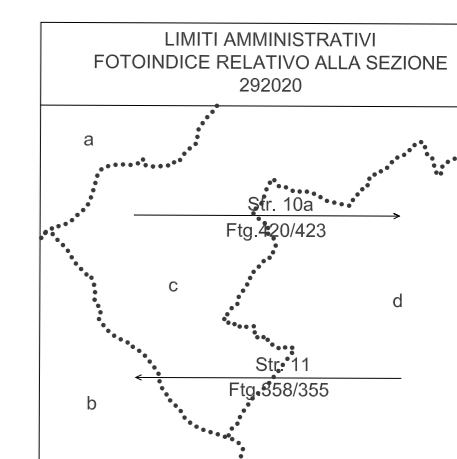 LIMITI AMMINISTRATIVI
FOTOINDICE RELATIVO ALLA SEZIONE
292020
a
Str. 10a
Ftg.420/423
c
d
Str. 11
Ftg.358/355
b